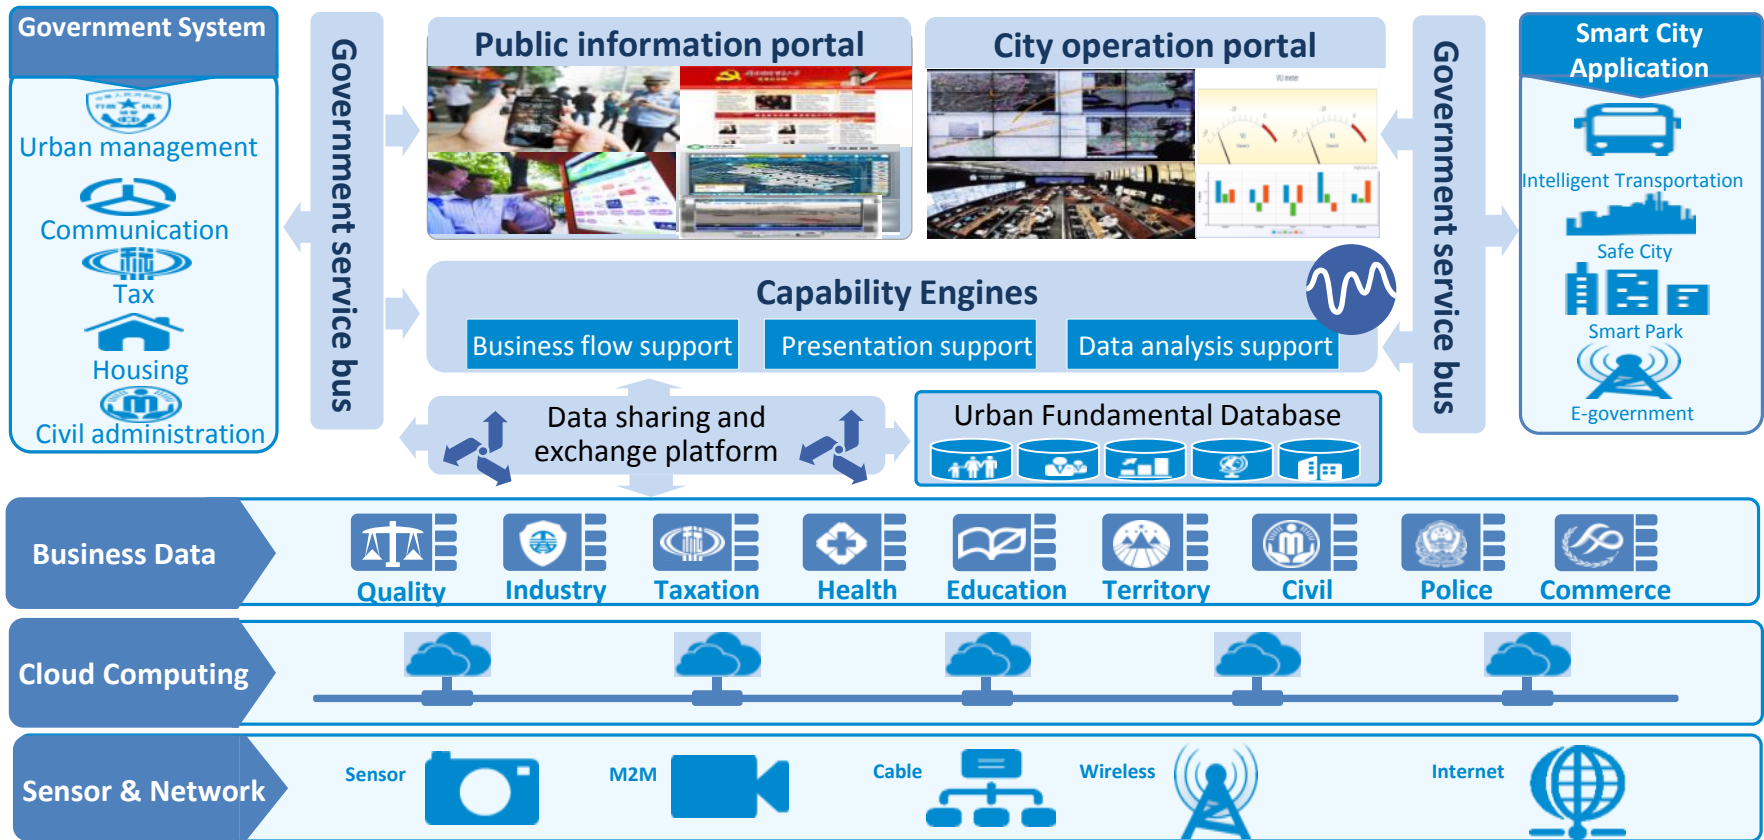 Government System
Urban management
Communication
税
Tax
Housing
Civil administration
Government service bus
Public information portal
City operation portal
VU meter
Capability Engines
Business flow support
Presentation support
Data analysis support
Data sharing and
exchange platform
Urban Fundamental Database
Government service bus
Smart City
Application
Intelligent Transportation
Safe City
Smart Park
E-government
Business Data
Quality
Industry
Taxation
Health
Education
Territory
Civil
Police
Commerce
Cloud Computing
Sensor & Network
Sensor
M2M
Cable
Wireless
Internet